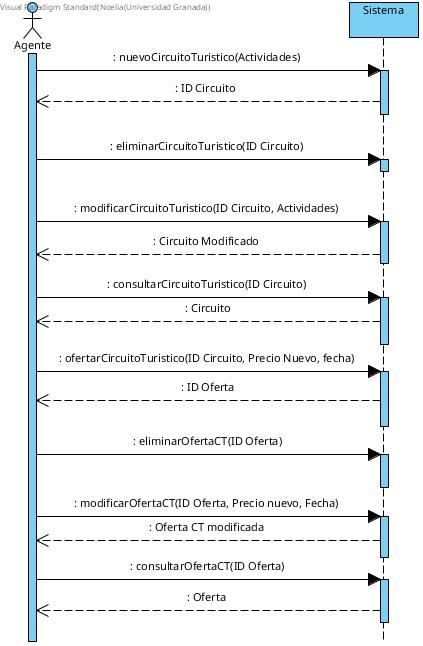 Visual Paradigm Standard(Noelia(Universidad Granada))
Sistema
Agente
: nuevoCircuitoTuristico(Actividades)
: ID Circuito
: eliminarCircuitoTuristico(ID Circuito)
: modificarCircuitoTuristico(ID Circuito, Actividades)
: Circuito Modificado
: consultarCircuitoTuristico(ID Circuito)
: Circuito
: ofertarCircuitoTuristico(ID Circuito, Precio Nuevo, fecha)
: ID Oferta
: eliminarOfertaCT(ID Oferta)
: modificarOfertaCT(ID Oferta, Precio nuevo, Fecha)
: Oferta CT modificada
: consultarOfertaCT(ID Oferta)
: Oferta